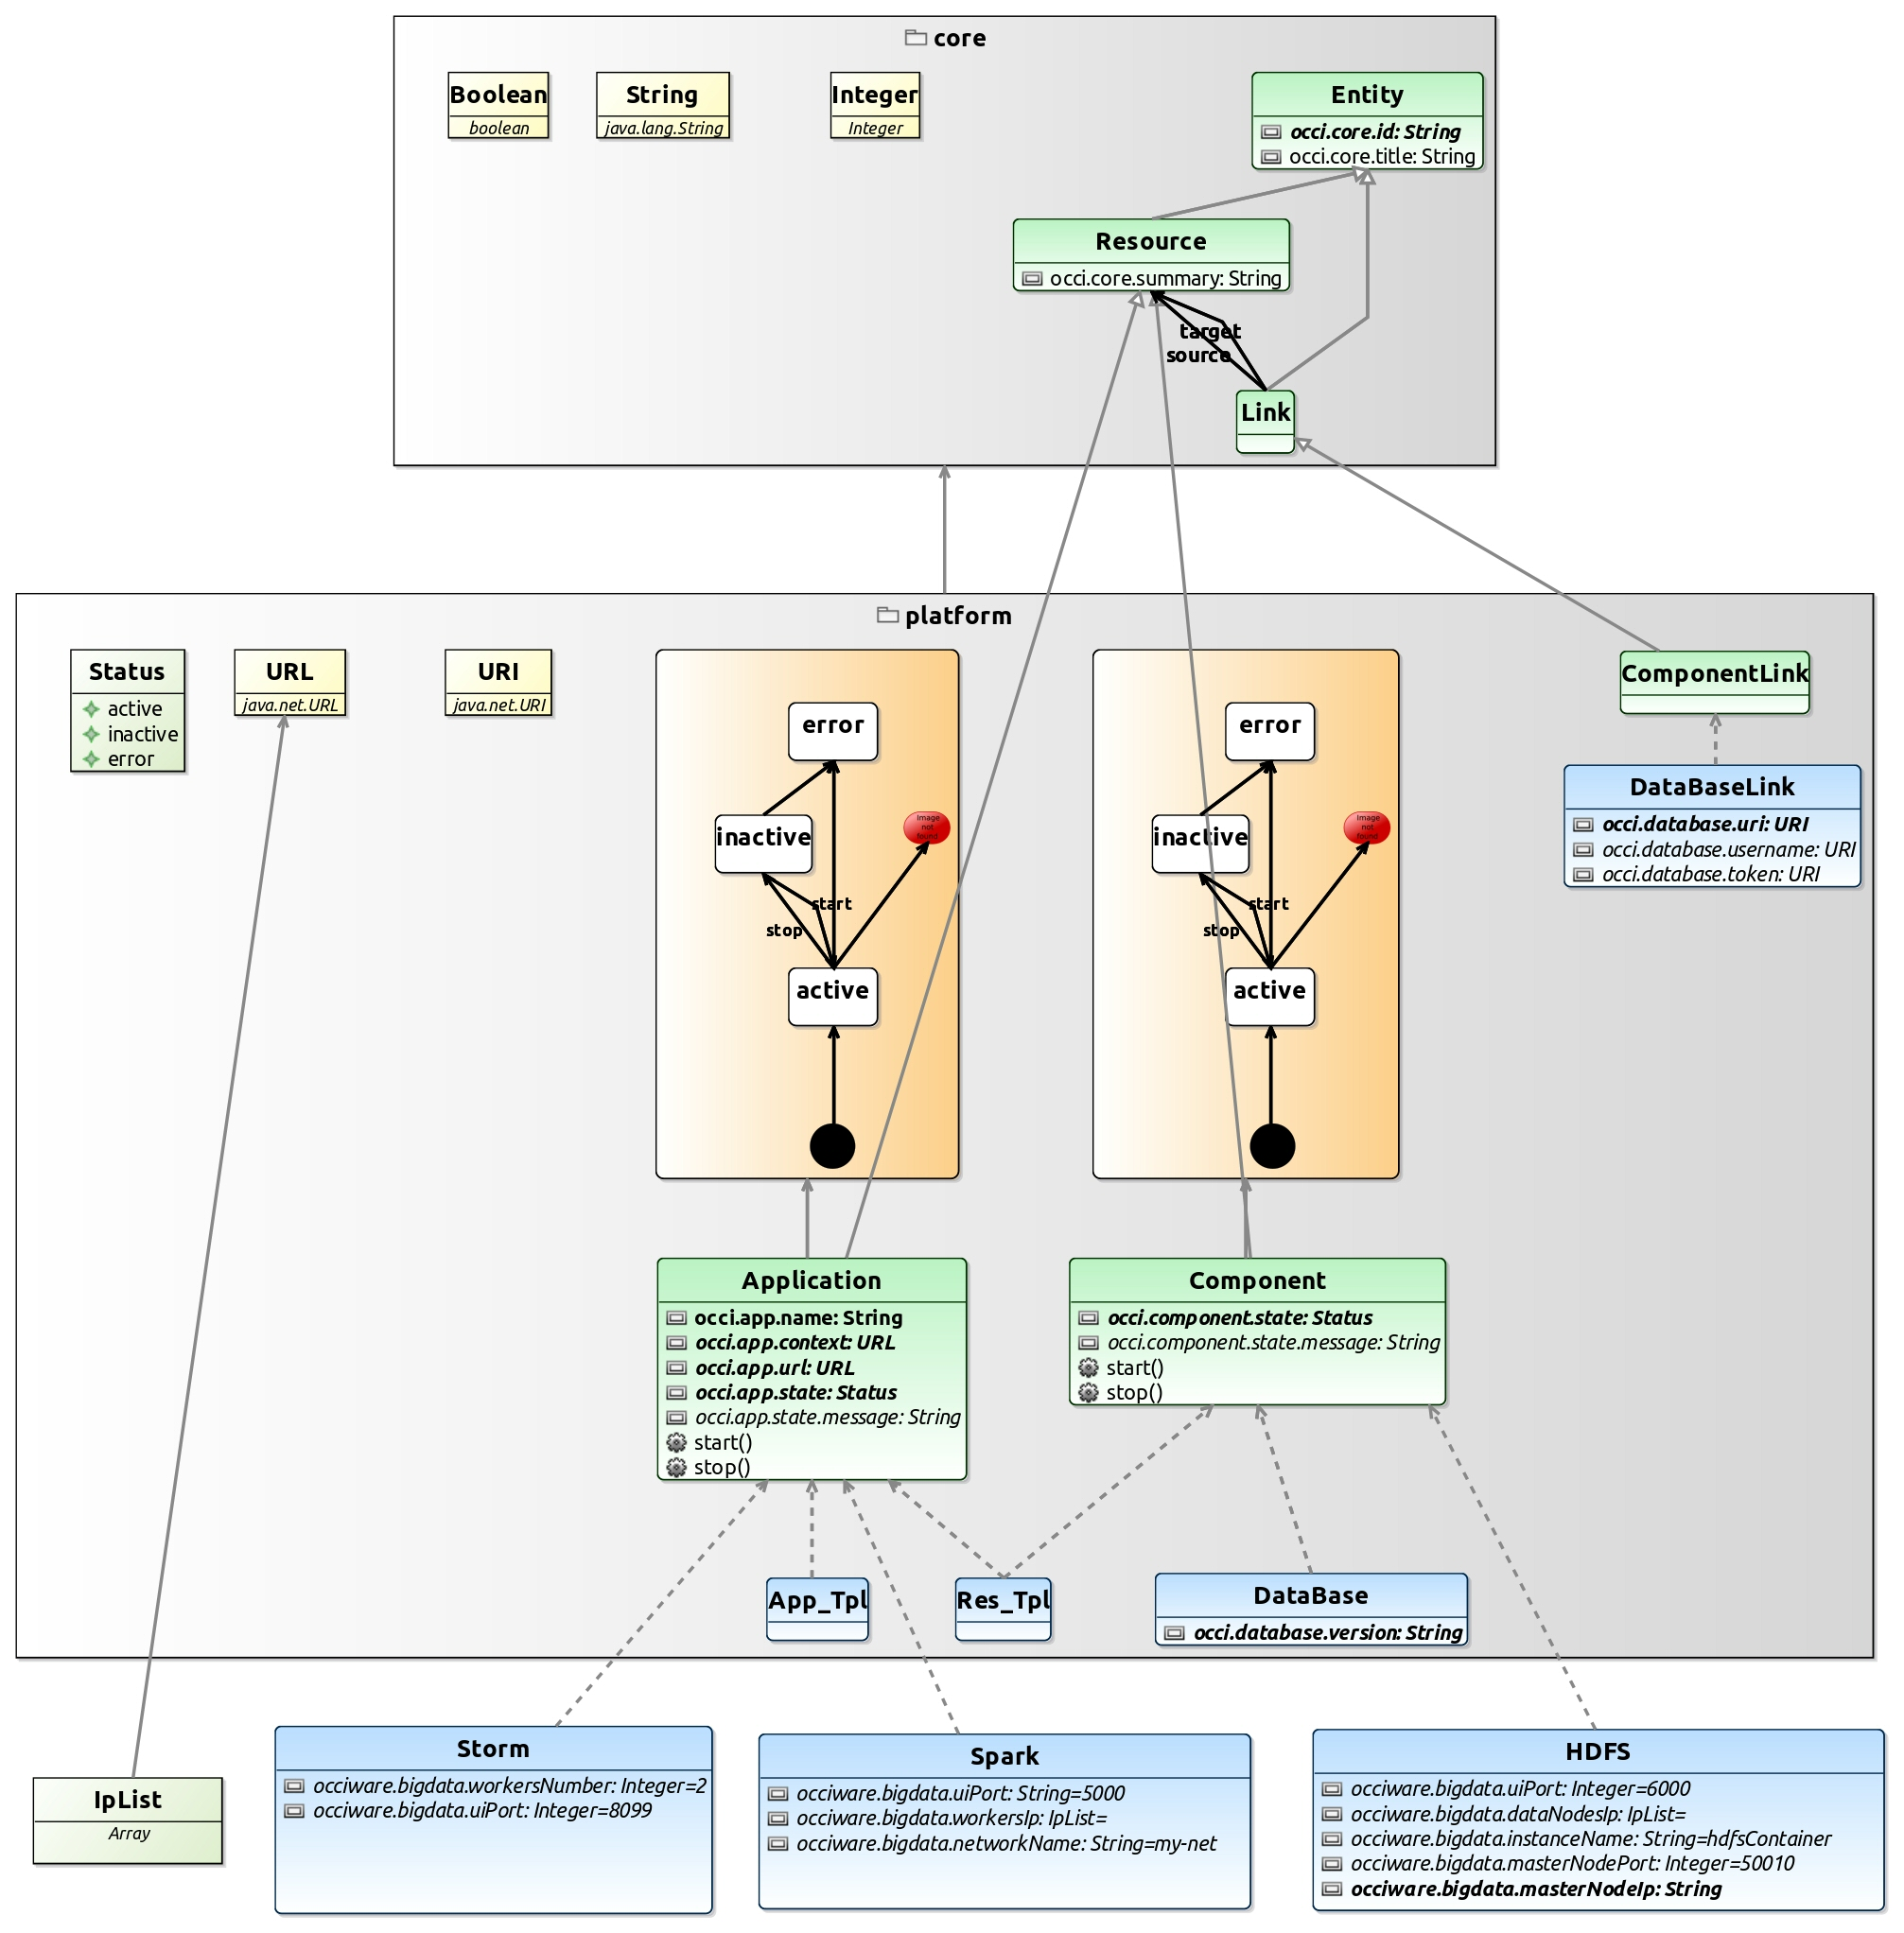 core
Boolean
boolean
String
java.lang.String
Integer
Integer
Entity
occi.core.id: String
occi.core.title: String
Resource
occi.core.summary: String
target
source
Link
platform
Status
active
inactive
error
URL
java.net.URL
URI
java.net.URI
error
inactive
Image
not
found
start
stop
active
error
inactive
Image
not
found
start
stop
active
ComponentLink
DataBaseLink
occi.database.uri: URI
occi.database.username: URI
occi.database.token: URI
Application
occi.app.name: String
occi.app.context: URL
occi.app.url: URL
occi.app.state: Status
occi.app.state.message: String
start()
stop()
Component
occi.component.state: Status
occi.component.state.message: String
start()
stop()
App_Tpl
Res_Tpl
DataBase
occi.database.version: String
IpList
Array
Storm
occiware.bigdata.workersNumber: Integer=2
occiware.bigdata.uiPort: Integer=8099
Spark
occiware.bigdata.uiPort: String=5000
occiware.bigdata.workersIp: IpList=
occiware.bigdata.networkName: String=my-net
HDFS
occiware.bigdata.uiPort: Integer=6000
occiware.bigdata.dataNodesIp: IpList=
occiware.bigdata.instanceName: String=hdfsContainer
occiware.bigdata.masterNodePort: Integer=50010
occiware.bigdata.masterNodeIp: String